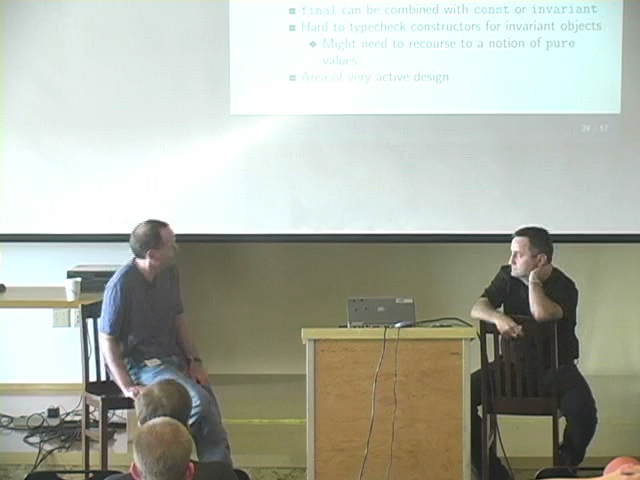 final can be combined with const or invariant
Hard to typecheck constructors for invariant objects
Might need to recourse to a notion of pure
values
Area of very active design